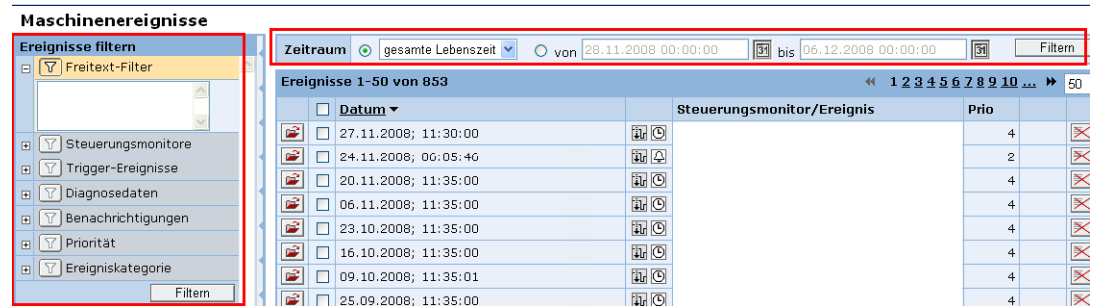 Maschinenereignisse
Ereignisse filtern
Freitext-Filter
Steuerungsmonitore
Trigger-Ereignisse
Diagnosedaten
Benachrichtigungen
Priorität
Ereigniskategorie
Filtern
Zeitraum gesamte Lebenszeit von 28.11.2008 00:00:00 31 bis 06.12.2008 00:00:00 31 Filtern
Ereignisse 1-50 von 853 1 2 3 4 5 6 7 8 9 10 ... 50
Datum Steuerungsmonitor/Ereignis Prio
27.11.2008; 11:30:00 4
24.11.2008; 06:05:46 2
20.11.2008; 11:35:00 4
06.11.2008; 11:35:00 4
23.10.2008; 11:35:00 4
16.10.2008; 11:35:00 4
09.10.2008; 11:35:01 4
25.09.2008; 11:35:00 4